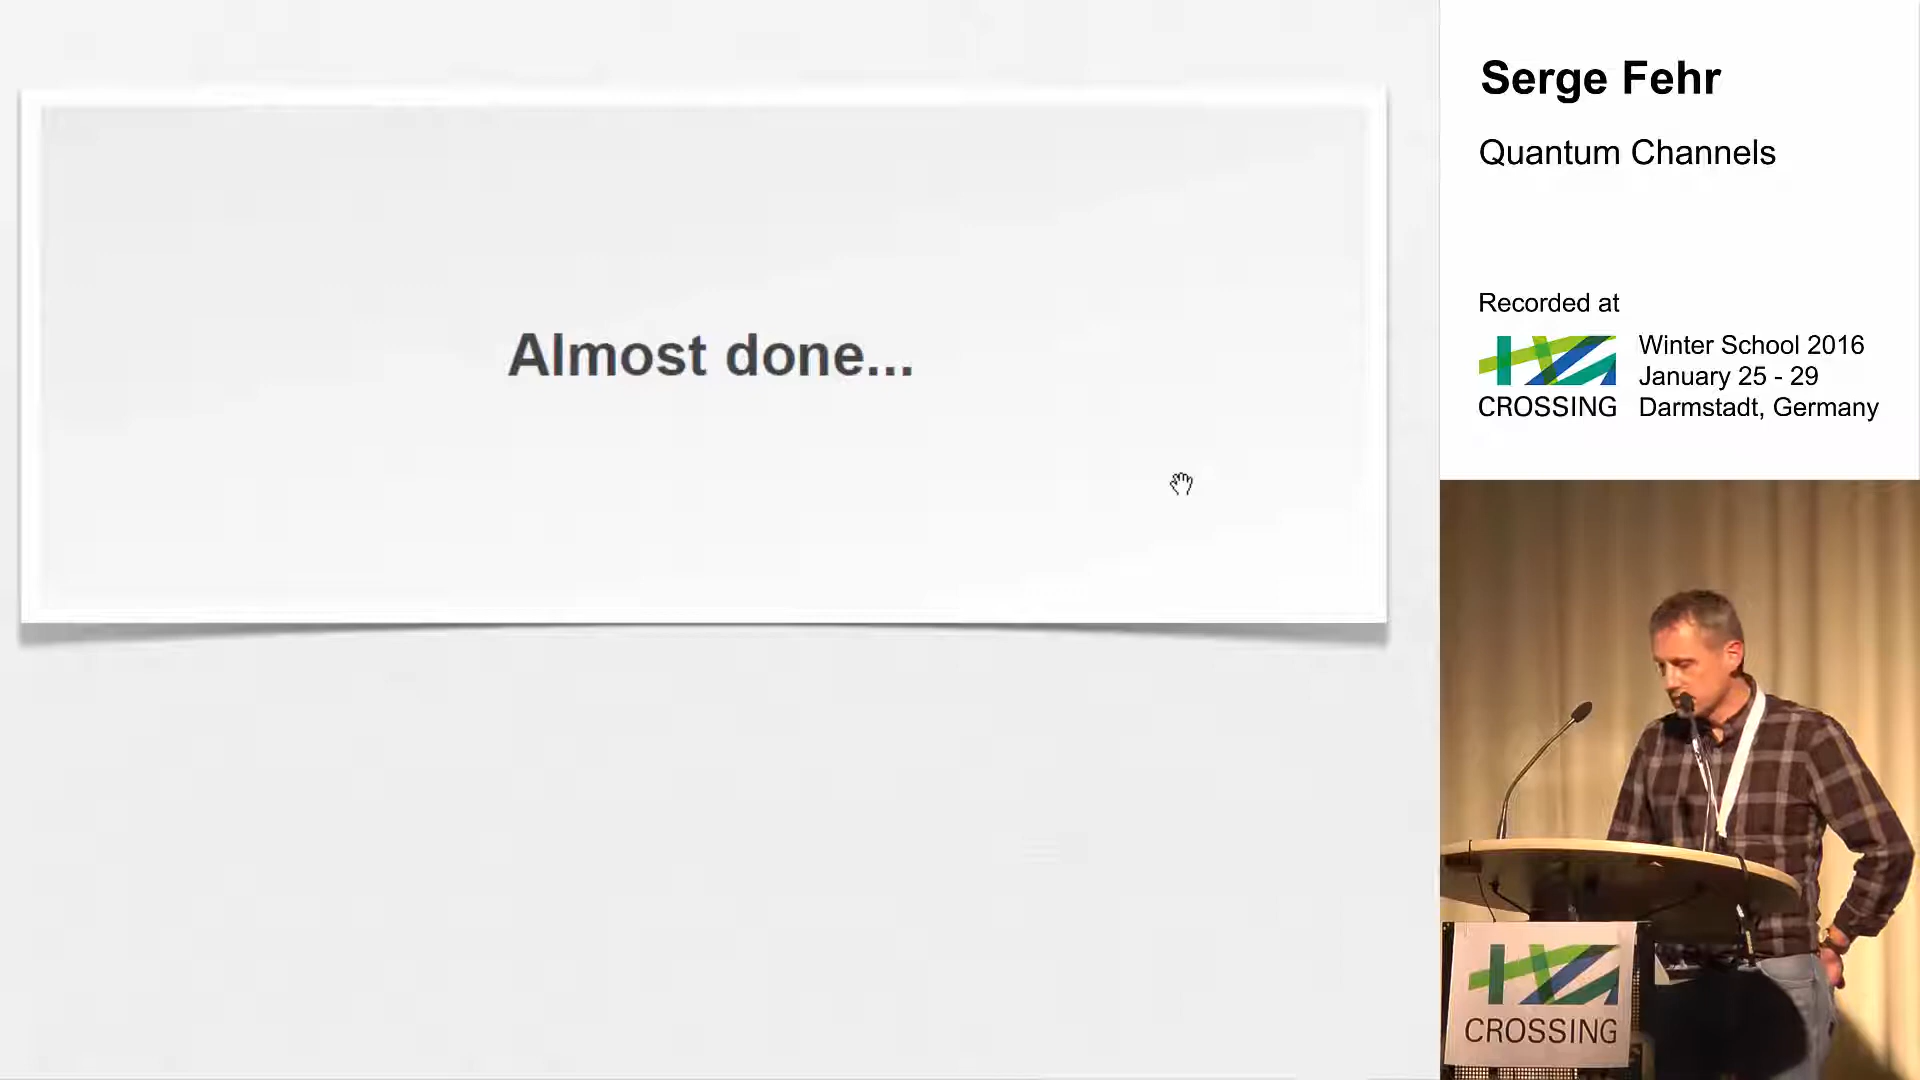 Almost done...
Serge Fehr
Quantum Channels
Recorded at
CROSSING
Winter School 2016
January 25 - 29
Darmstadt, Germany
CROSSING